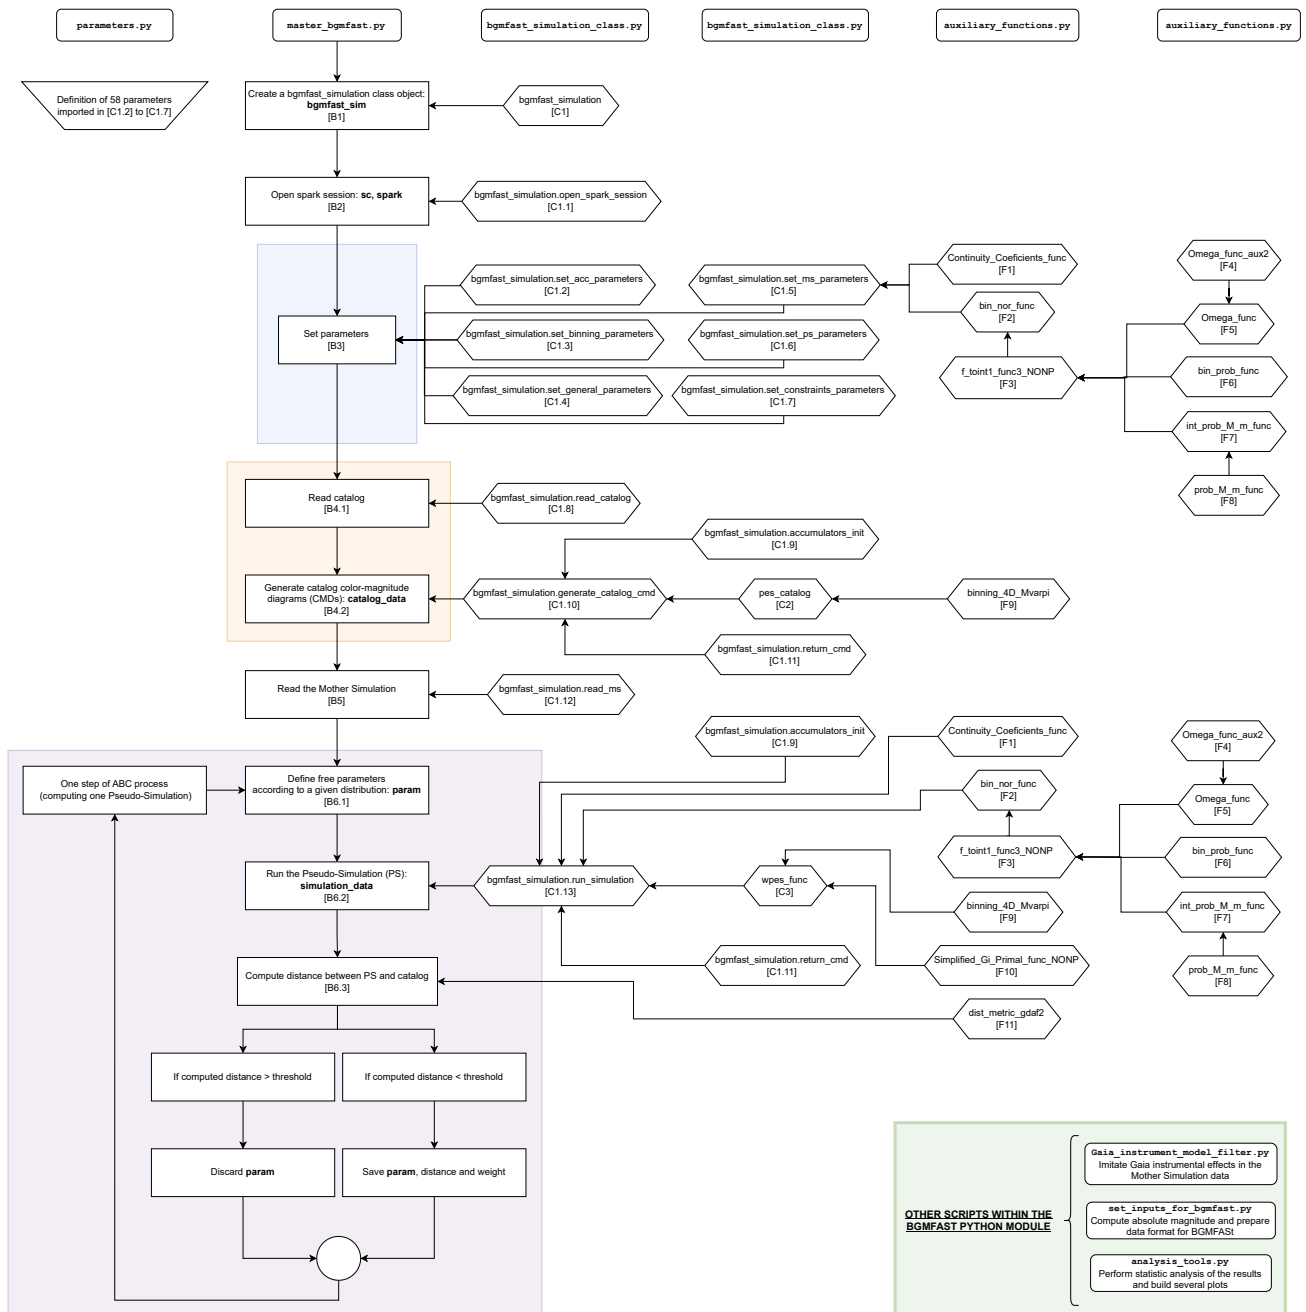 parameters.py
master_bgmfast.py
bgmfast_simulation_class.py
bgmfast_simulation_class.py
auxiliary_functions.py
auxiliary_functions.py
Definition of 58 parameters
imported in [C1.2] to [C1.7]
Create a bgmfast_simulation class object:
bgmfast_sim
[B1]
bgmfast_simulation
[C1]
Open spark session: sc, spark
[B2]
bgmfast_simulation.open_spark_session
[C1.1]
Set parameters
[B3]
bgmfast_simulation.set_acc_parameters
[C1.2]
bgmfast_simulation.set_binning_parameters
[C1.3]
bgmfast_simulation.set_general_parameters
[C1.4]
bgmfast_simulation.set_ms_parameters
[C1.5]
bgmfast_simulation.set_ps_parameters
[C1.6]
bgmfast_simulation.set_constraints_parameters
[C1.7]
Continuity_Coeficients_func
[F1]
bin_nor_func
[F2]
f_toint1_func3_NONP
[F3]
Omega_func_aux2
[F4]
Omega_func
[F5]
bin_prob_func
[F6]
int_prob_M_m_func
[F7]
prob_M_m_func
[F8]
Read catalog
[B4.1]
bgmfast_simulation.read_catalog
[C1.8]
bgmfast_simulation.accumulators_init
[C1.9]
Generate catalog color-magnitude
diagrams (CMDs): catalog_data
[B4.2]
bgmfast_simulation.generate_catalog_cmd
[C1.10]
pes_catalog
[C2]
binning_4D_Mvarpi
[F9]
bgmfast_simulation.return_cmd
[C1.11]
Read the Mother Simulation
[B5]
bgmfast_simulation.read_ms
[C1.12]
bgmfast_simulation.accumulators_init
[C1.9]
Continuity_Coeficients_func
[F1]
Omega_func_aux2
[F4]
One step of ABC process
(computing one Pseudo-Simulation)
Define free parameters
according to a given distribution: param
[B6.1]
bin_nor_func
[F2]
Omega_func
[F5]
f_toint1_func3_NONP
[F3]
bin_prob_func
[F6]
Run the Pseudo-Simulation (PS):
simulation_data
[B6.2]
bgmfast_simulation.run_simulation
[C1.13]
wpes_func
[C3]
binning_4D_Mvarpi
[F9]
int_prob_M_m_func
[F7]
Compute distance between PS and catalog
[B6.3]
bgmfast_simulation.return_cmd
[C1.11]
Simplified_Gi_Primal_func_NONP
[F10]
prob_M_m_func
[F8]
dist_metric_gdaf2
[F11]
If computed distance > threshold
If computed distance < threshold
Discard param
Save param, distance and weight
OTHER SCRIPTS WITHIN THE
BGMFAST PYTHON MODULE
Gaia_instrument_model_filter.py
Imitate Gaia instrumental effects in the
Mother Simulation data
set_inputs_for_bgmfast.py
Compute absolute magnitude and prepare
data format for BGMFASt
analysis_tools.py
Perform statistic analysis of the results
and build several plots